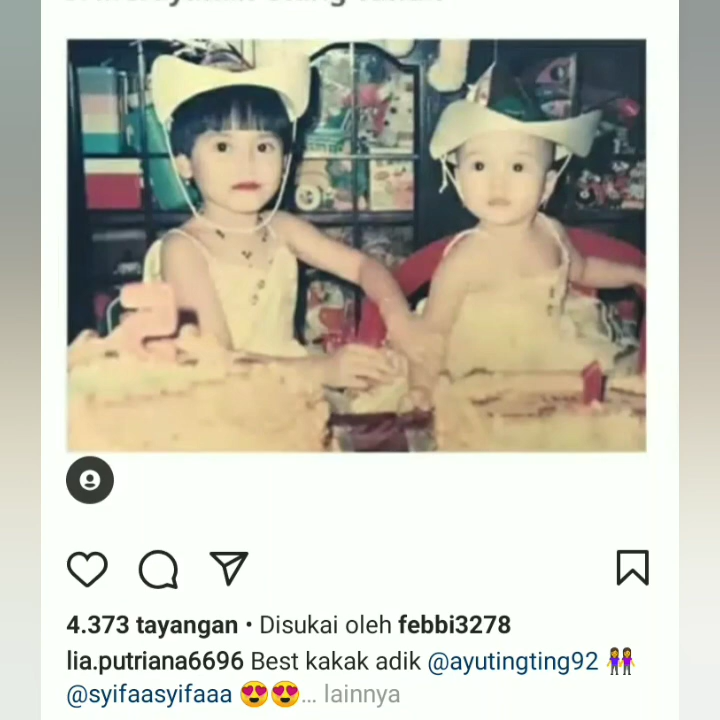 4.373 tayangan • Disukai oleh febbi3278
lia.putriana6696 Best kakak adik @ayutingting92 👭
@syifaasyifaaa 😍😍... lainnya